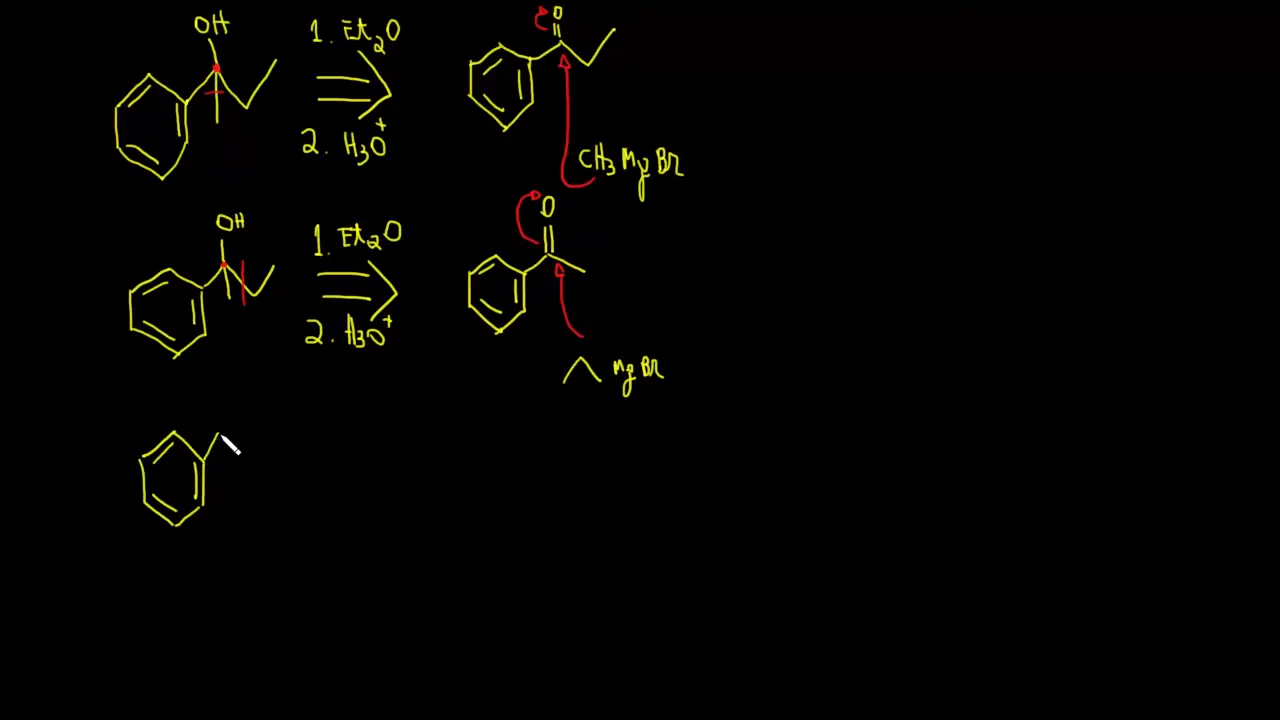 OH
1. Et2O
O
2. H3O+
CH3MgBr
OH
1. Et2O
O
2. H3O+
MgBr